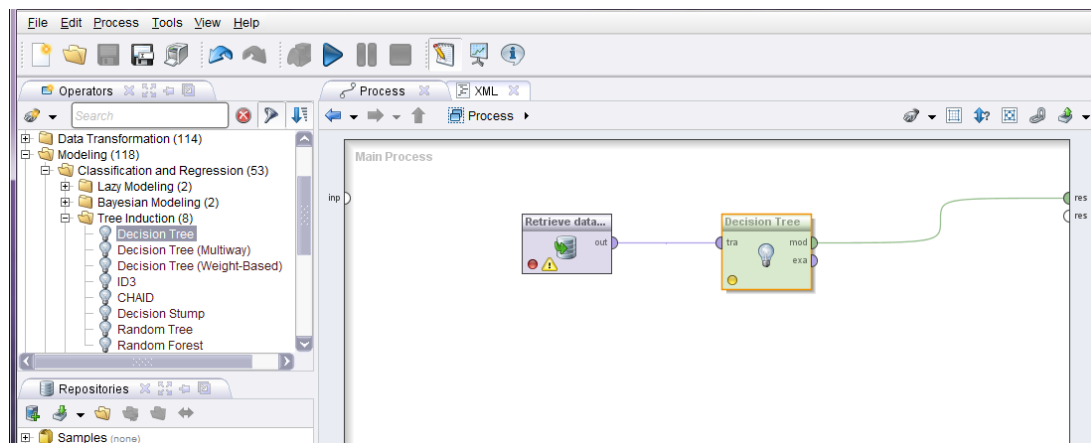 File Edit Process Tools View Help
Operators
Process
XML
Search
Process
Data Transformation (114)
Modeling (118)
Classification and Regression (53)
Lazy Modeling (2)
Bayesian Modeling (2)
Tree Induction (8)
Decision Tree
Decision Tree (Multiway)
Decision Tree (Weight-Based)
ID3
CHAID
Decision Stump
Random Tree
Random Forest
Repositories
Samples (none)
Main Process
inp
Retrieve data...
out
Decision Tree
tra
mod
exa
res
res